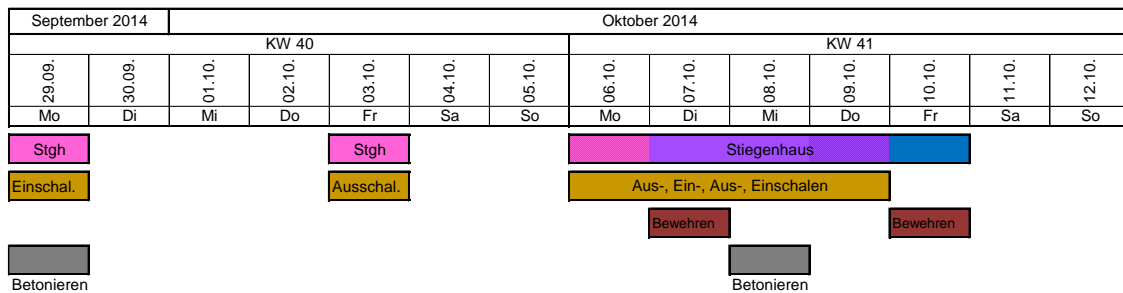 September 2014 Oktober 2014
KW 40 KW 41
29.09. 30.09. 01.10. 02.10. 03.10. 04.10. 05.10. 06.10. 07.10. 08.10. 09.10. 10.10. 11.10. 12.10.
Mo Di Mi Do Fr Sa So Mo Di Mi Do Fr Sa So
Stgh Stgh Stiegenhaus
Einschal. Ausschal. Aus-, Ein-, Aus-, Einschalen
Bewehren Bewehren
Betonieren Betonieren